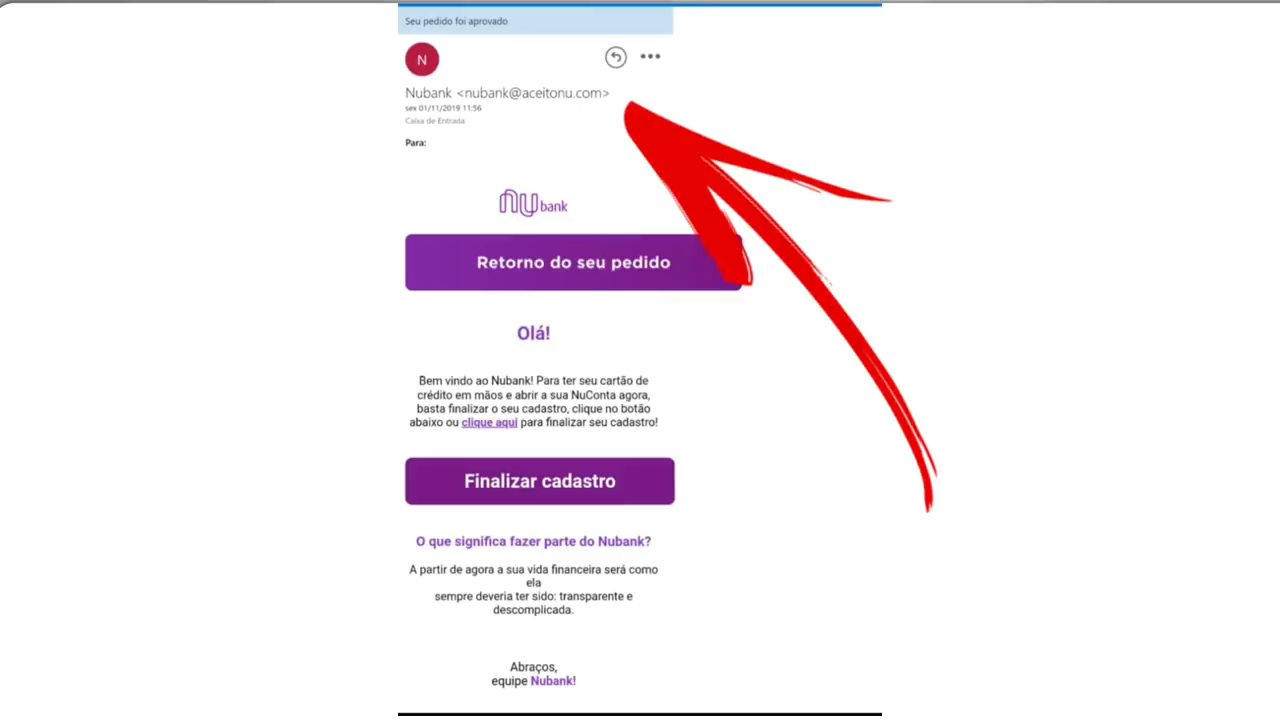 Seu pedido foi aprovado
N
Nubank <nubank@aceitonu.com>
sex 01/11/2019 11:56
Caixa de Entrada
Para:
nu bank
Retorno do seu pedido
Olá!
Bem vindo ao Nubank! Para ter seu cartão de
crédito em mãos e abrir a sua NuConta agora,
basta finalizar o seu cadastro, clique no botão
abaixo ou clique aqui para finalizar seu cadastro!
Finalizar cadastro
O que significa fazer parte do Nubank?
A partir de agora a sua vida financeira será como
ela
sempre deveria ter sido: transparente e
descomplicada.
Abraços,
equipe Nubank!